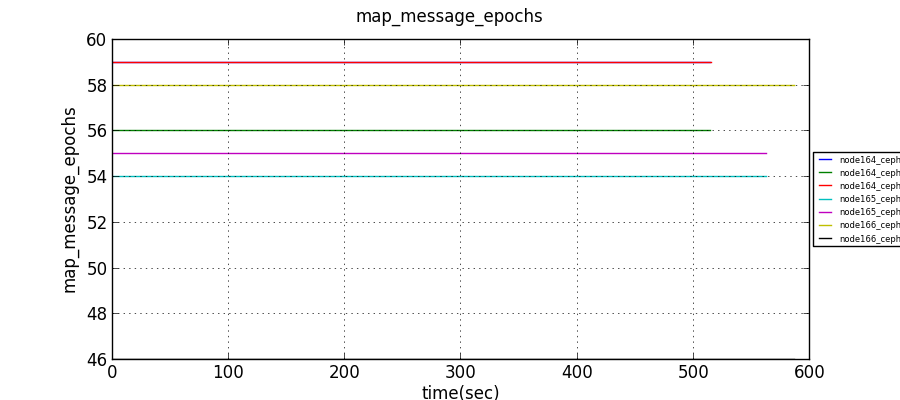 map_message_epochs
60
58
56
54
52
50
48
46
map_message_epochs
0 100 200 300 400 500 600
time(sec)
node164_ceph
node164_ceph
node164_ceph
node165_ceph
node165_ceph
node166_ceph
node166_ceph